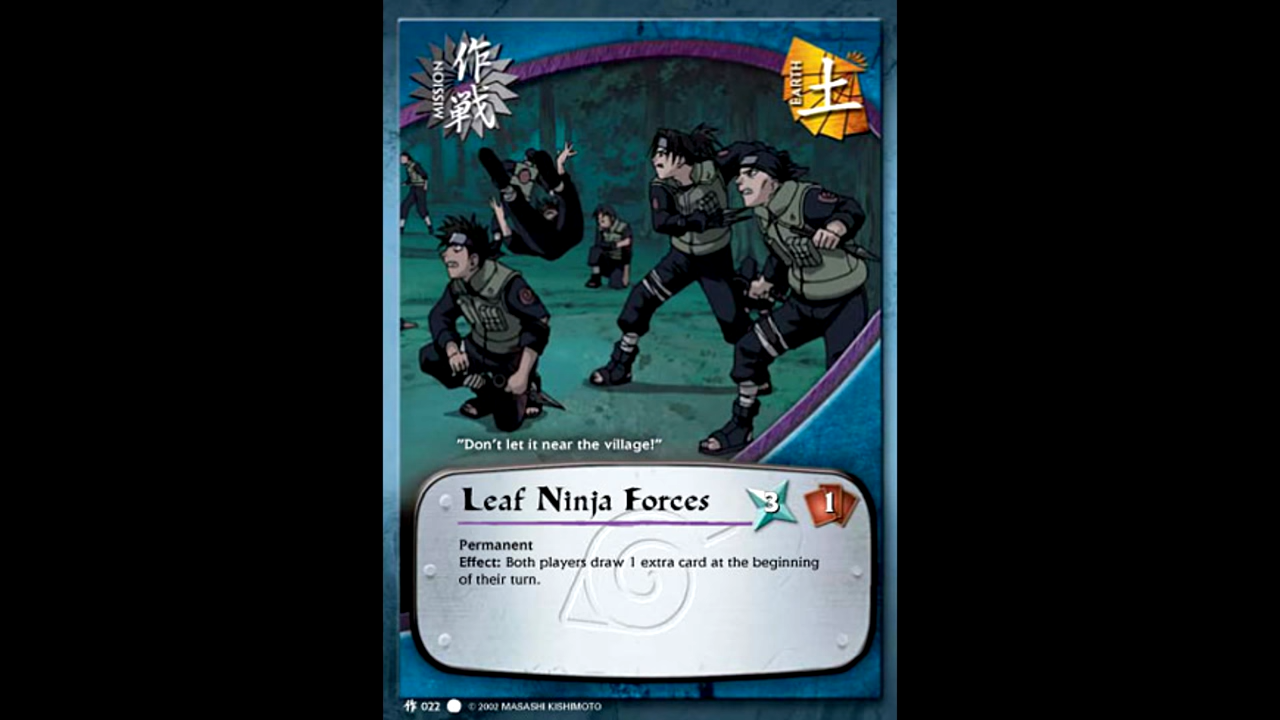 MISSION
作戦
EARTH
土
"Don't let it near the village!"
Leaf Ninja Forces
3
1
Permanent
Effect: Both players draw 1 extra card at the beginning
of their turn.
作 022 © 2002 MASASHI KISHIMOTO